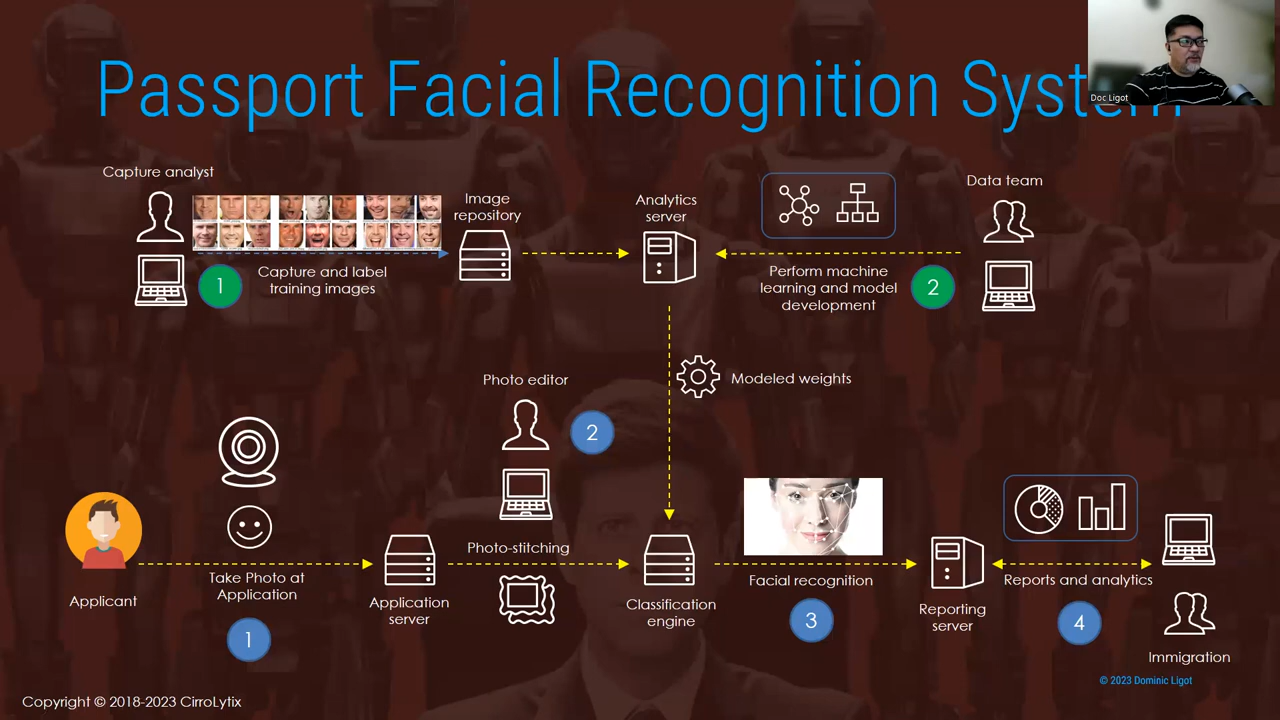 Passport Facial Recognition System
Doc Ligot
Capture analyst
Image
repository
Analytics
server
Data team
1
Capture and label
training images
Perform machine
learning and model
development
2
Modeled weights
Photo editor
2
Applicant
Take Photo at
Application
1
Application
server
Photo-stitching
Classification
engine
Facial recognition
3
Reporting
server
Reports and analytics
4
Immigration
© 2023 Dominic Ligot
Copyright © 2018-2023 CirroLytix